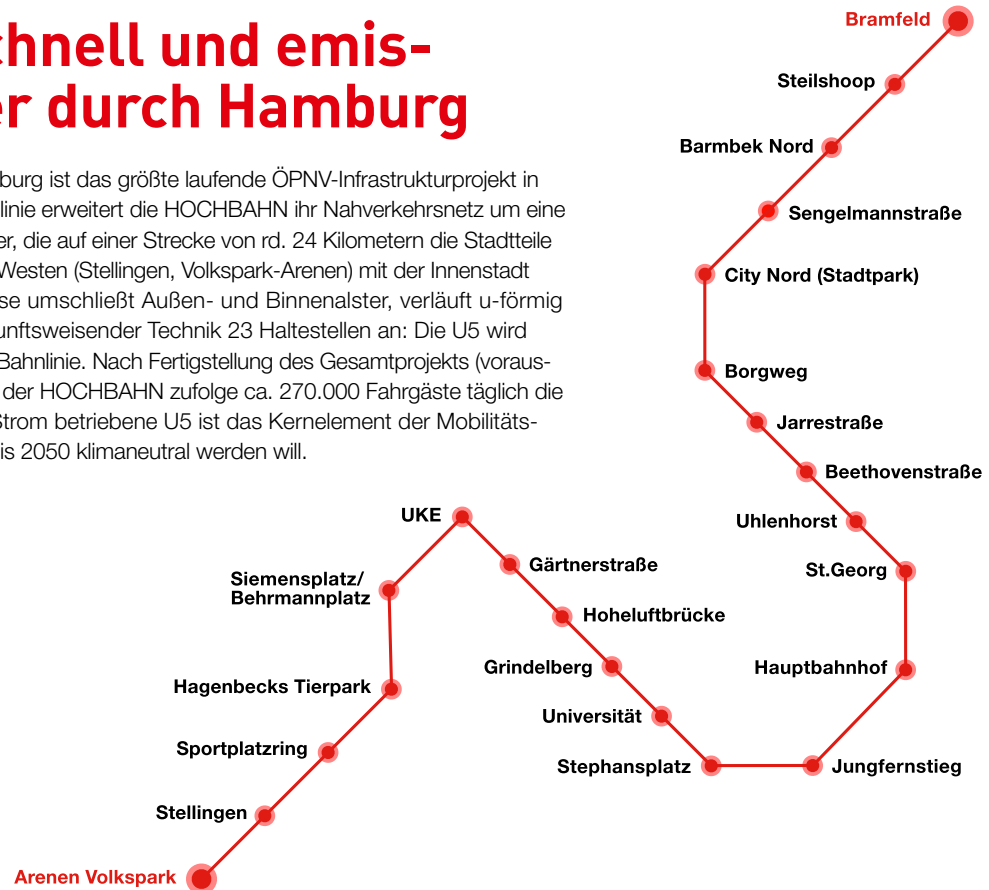 chnell und emis-
er durch Hamburg
burg ist das größte laufende ÖPNV-Infrastrukturprojekt in
linie erweitert die HOCHBAHN ihr Nahverkehrsnetz um eine
er, die auf einer Strecke von rd. 24 Kilometern die Stadtteile
Westen (Stellingen, Volkspark-Arenen) mit der Innenstadt
se umschließt Außen- und Binnenalster, verläuft u-förmig
unftsweisender Technik 23 Haltestellen an: Die U5 wird
Bahnlinie. Nach Fertigstellung des Gesamtprojekts (voraus-
der HOCHBAHN zufolge ca. 270.000 Fahrgäste täglich die
Strom betriebene U5 ist das Kernelement der Mobilitäts-
is 2050 klimaneutral werden will.
Bramfeld
Steilshoop
Barmbek Nord
Sengelmannstraße
City Nord (Stadtpark)
Borgweg
Jarrestraße
Beethovenstraße
Uhlenhorst
St.Georg
Hauptbahnhof
Jungfernstieg
Stephansplatz
Universität
Grindelberg
Hoheluftbrücke
Gärtnerstraße
UKE
Siemensplatz/
Behrmannplatz
Hagenbecks Tierpark
Sportplatzring
Stellingen
Arenen Volkspark